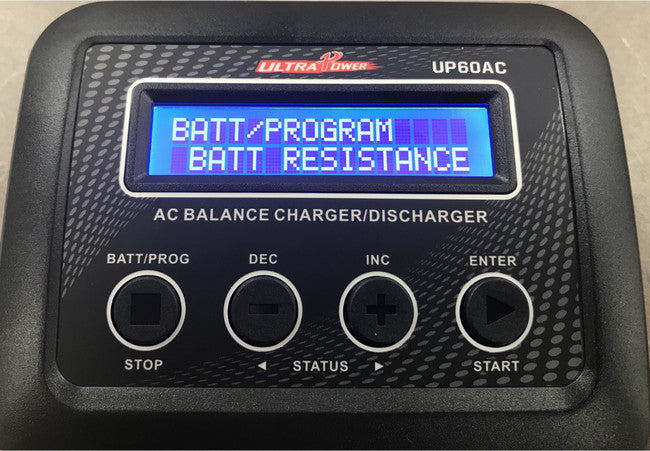 ULTRA POWER
UP60AC
BATT/PROGRAM
BATT RESISTANCE
AC BALANCE CHARGER/DISCHARGER
BATT/PROG DEC INC ENTER
STOP ◄ STATUS ► START